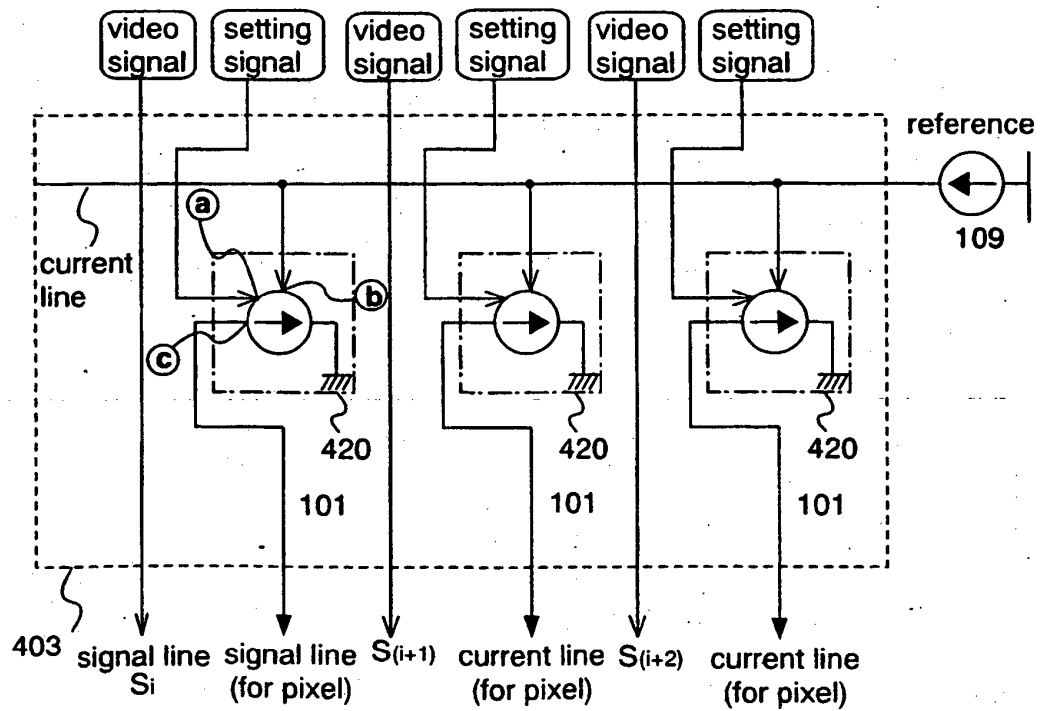 video signal
setting signal
video signal
setting signal
video signal
setting signal
reference
109
current line
a
b
c
420
420
420
101
101
101
403
signal line Si
signal line (for pixel)
S(i+1)
current line (for pixel)
S(i+2)
current line (for pixel)